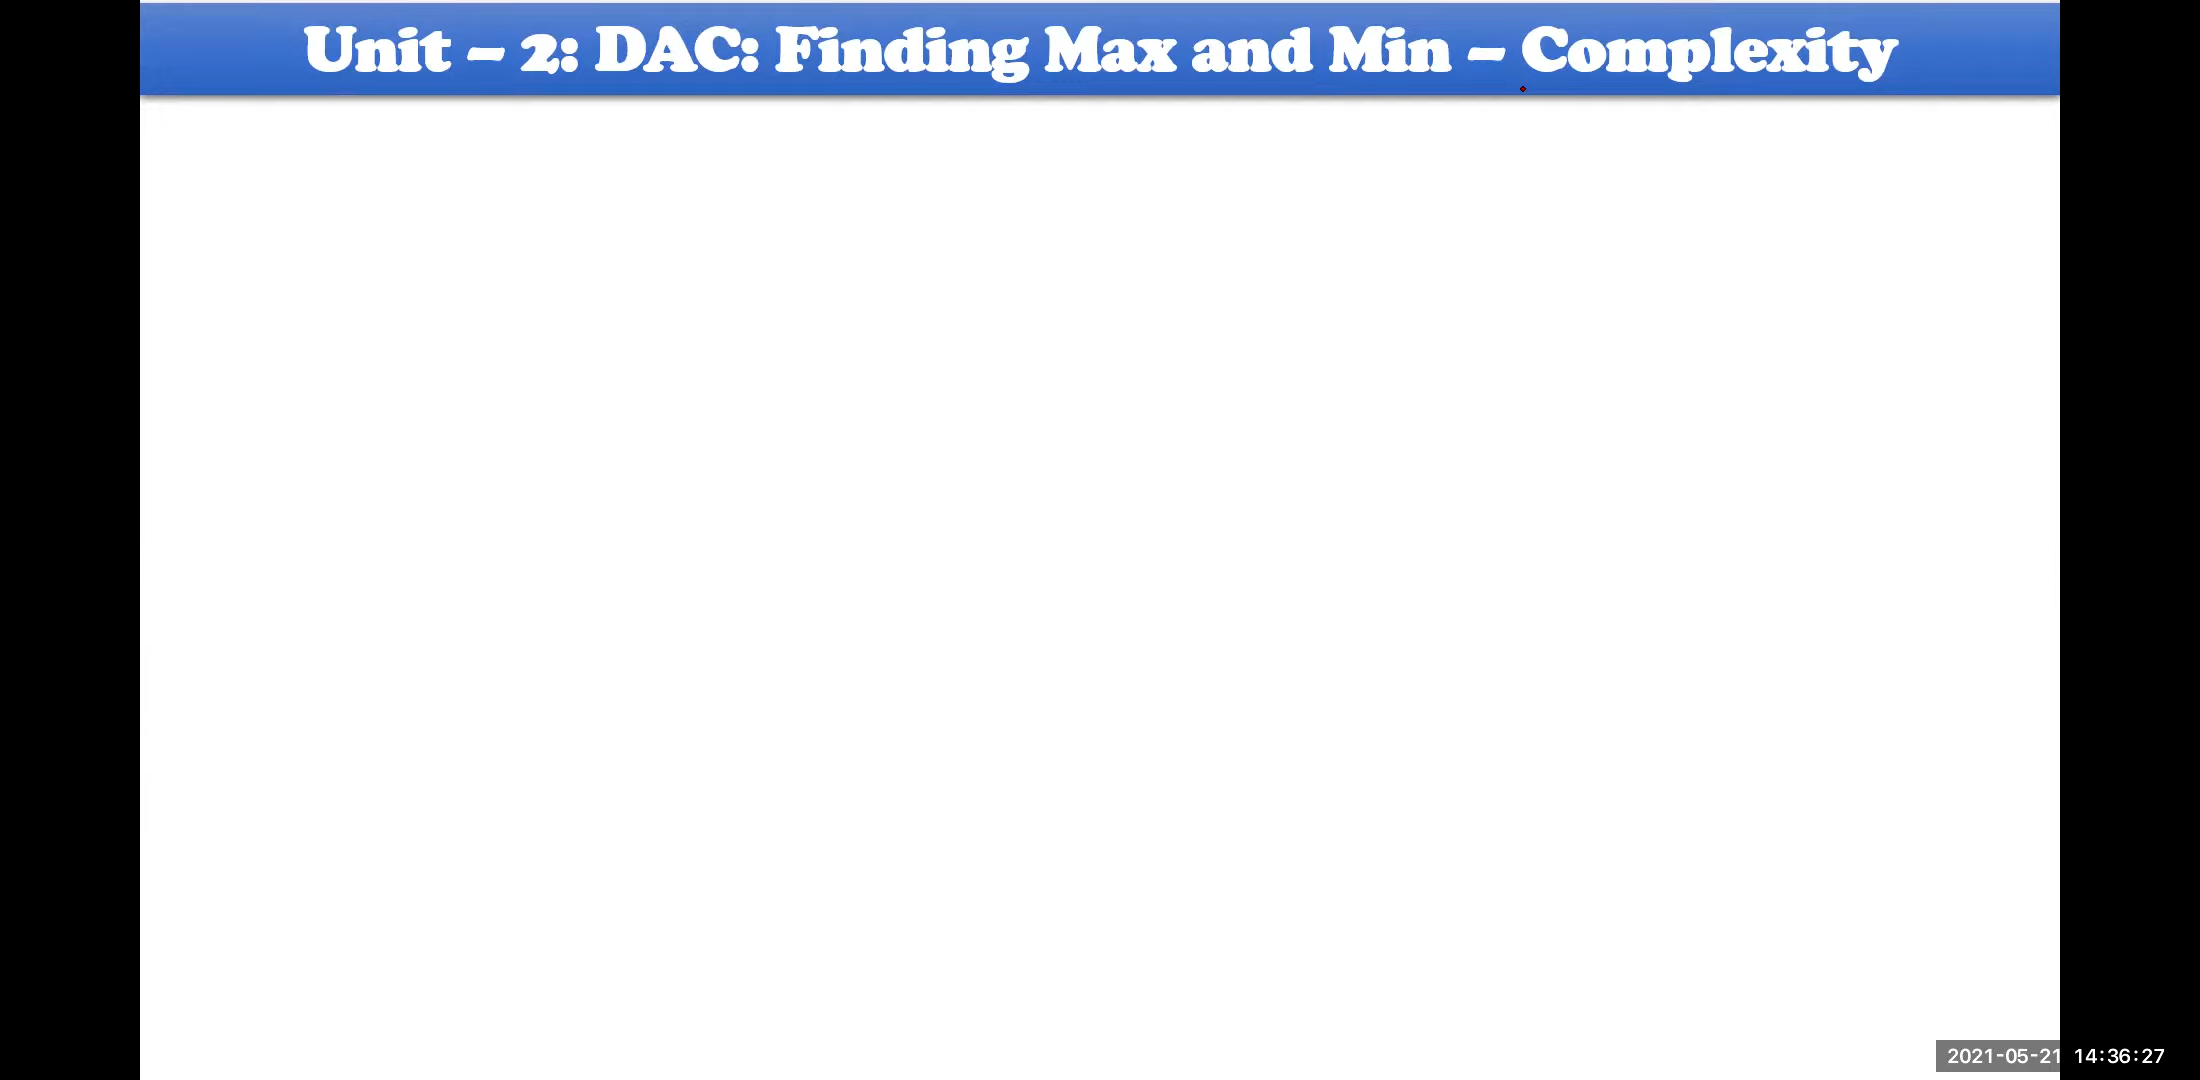 Unit – 2: DAC: Finding Max and Min – Complexity
2021-05-21 14:36:27